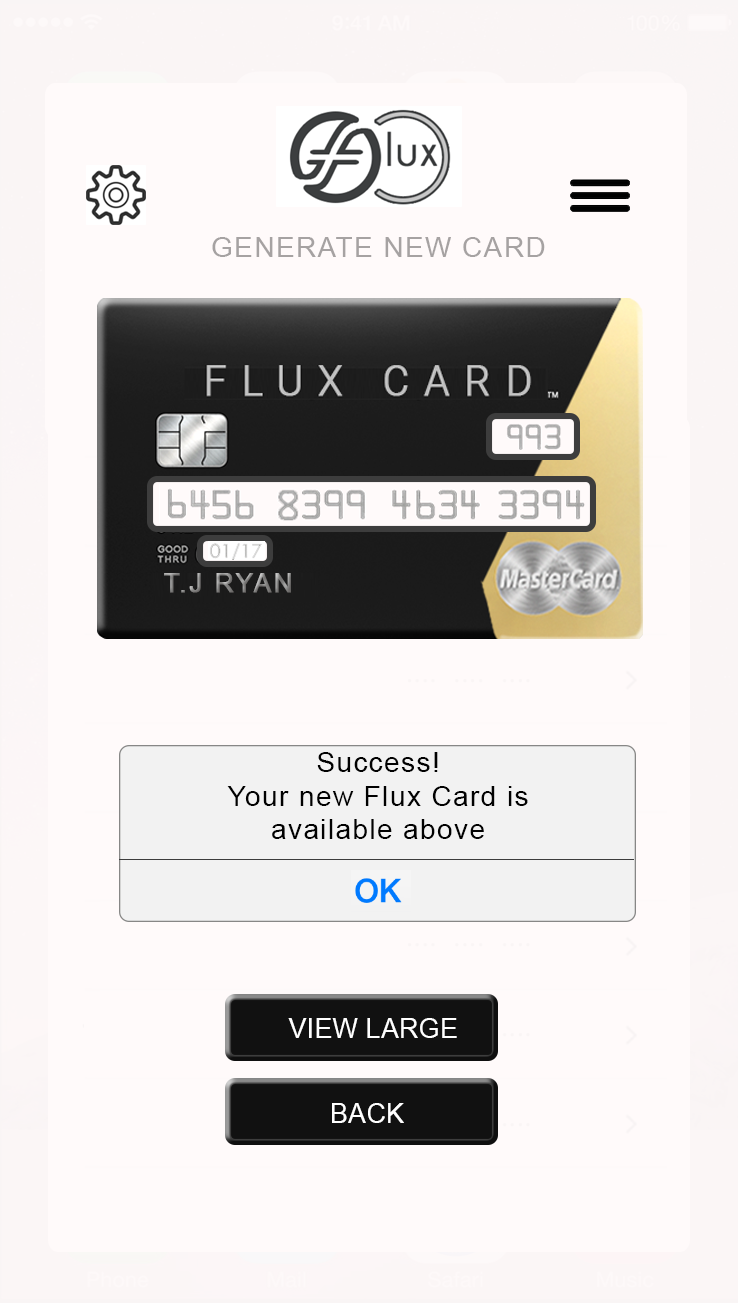 9:41 AM
100%
flux
GENERATE NEW CARD
FLUX CARD™
993
6456 8399 4634 3394
GOOD THRU 01/17
T.J RYAN
MasterCard
Success!
Your new Flux Card is
available above
OK
VIEW LARGE
BACK